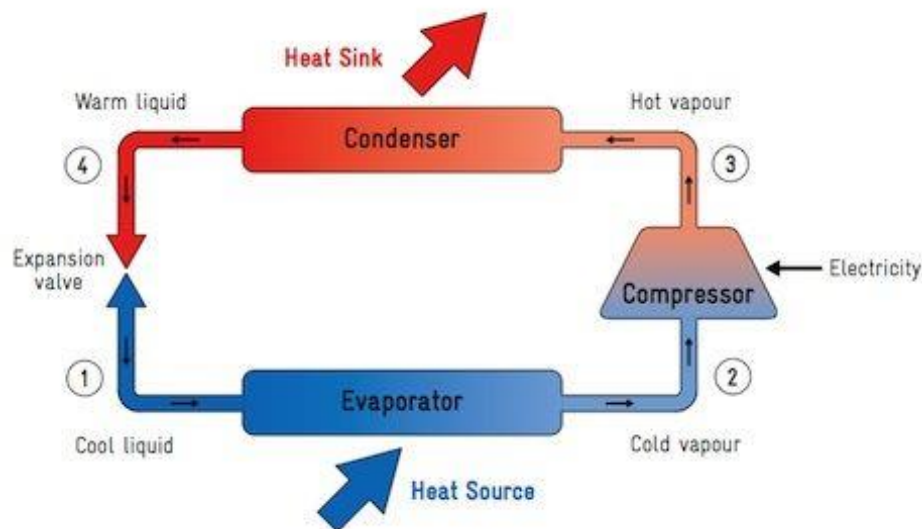 Heat Sink
Warm liquid
Hot vapour
Condenser
4
3
Expansion
valve
Electricity
Compressor
1
2
Evaporator
Cool liquid
Cold vapour
Heat Source